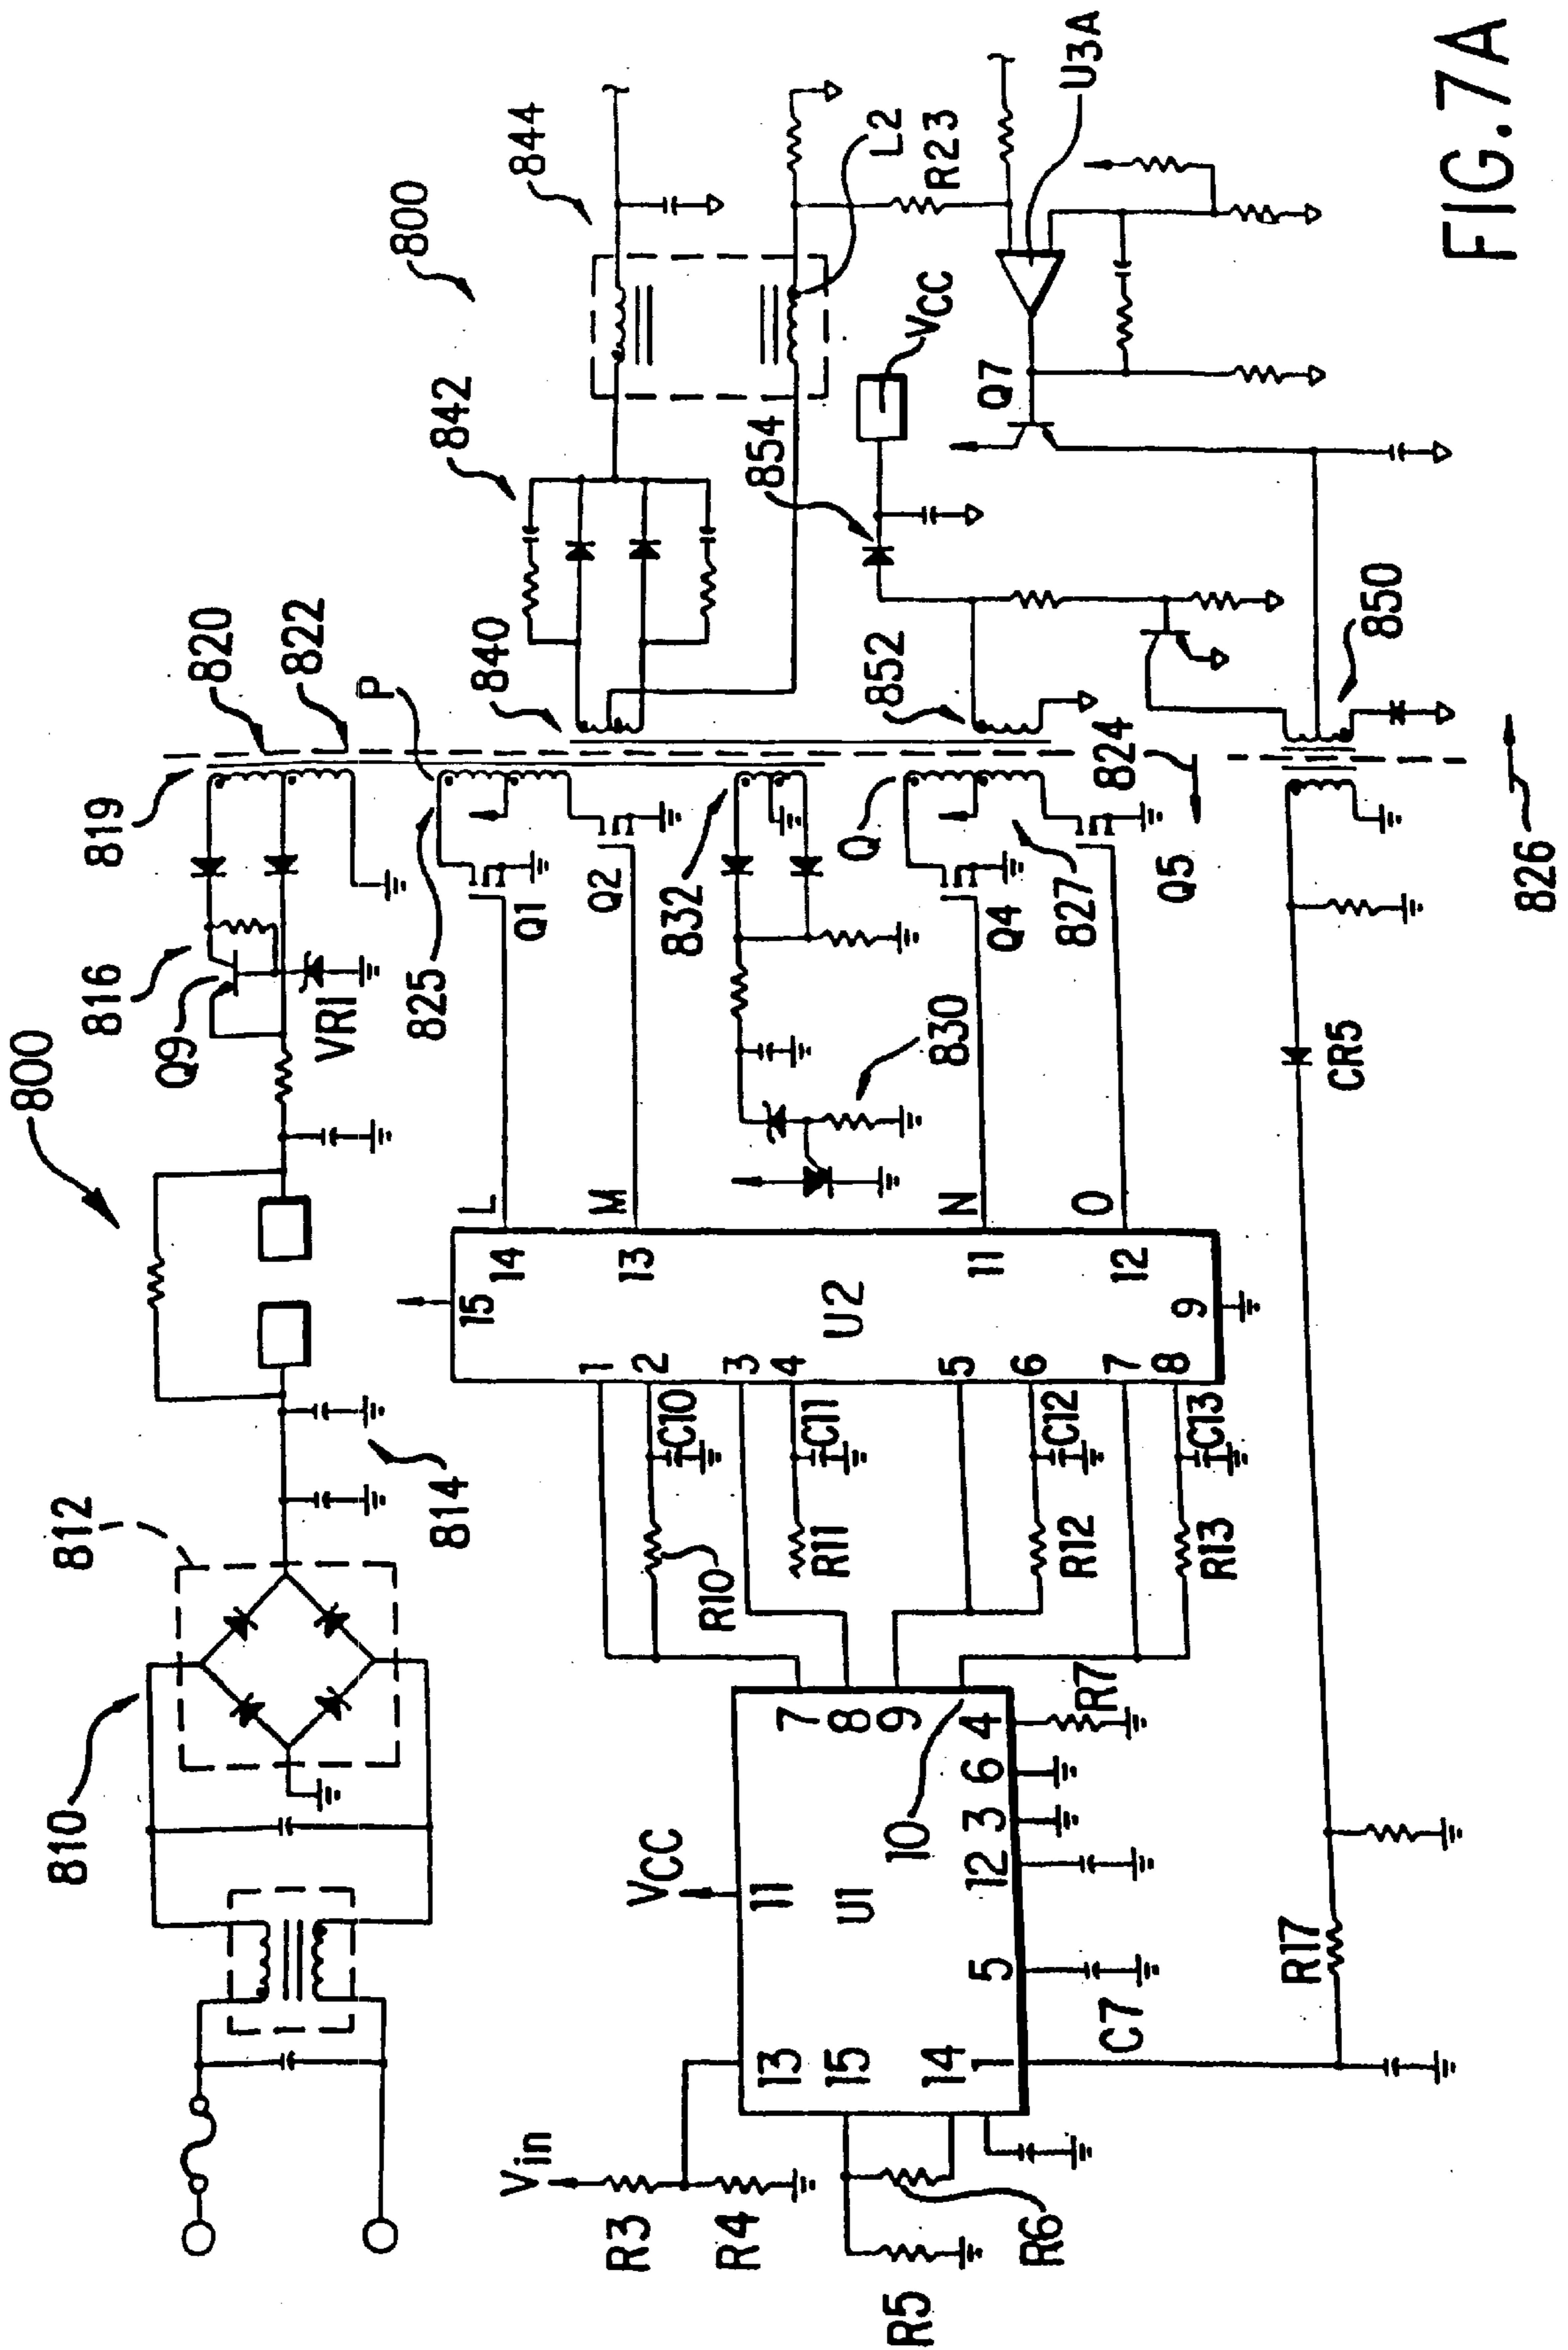 800
819
820
822
816
Q9
VR1
812
814
810
P
825
Q1
Q2
840
842
844
800
L2
R23
U3A
VCC
854
Q7
852
850
824
826
832
Q
Q4
827
Q5
830
CR5
L
M
N
O
14
13
11
12
15
U2
9
1
2
3
4
5
6
7
8
C10
C11
C12
C13
R10
R11
R12
R13
7
8
9
10
4
6
3
12
5
11
U1
13
15
14
1
VCC
R7
C7
R17
Vin
R3
R4
R5
R6
FIG.7A